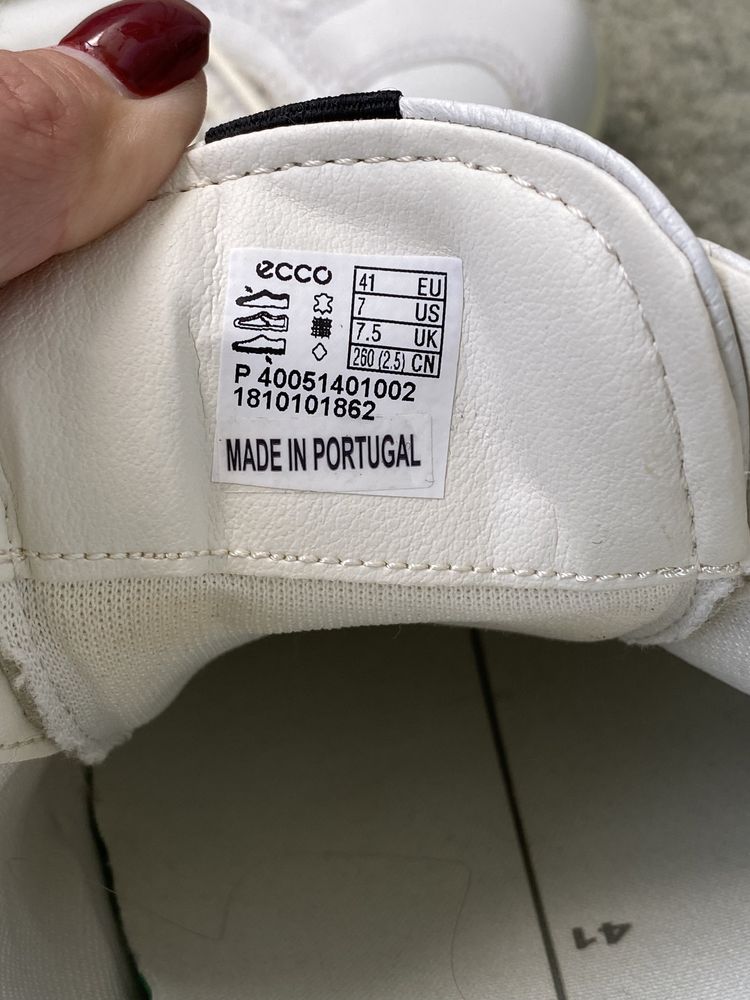 ecco
41 EU
7 US
7.5 UK
260 (2.5) CN
P 40051401002
1810101862
MADE IN PORTUGAL
41